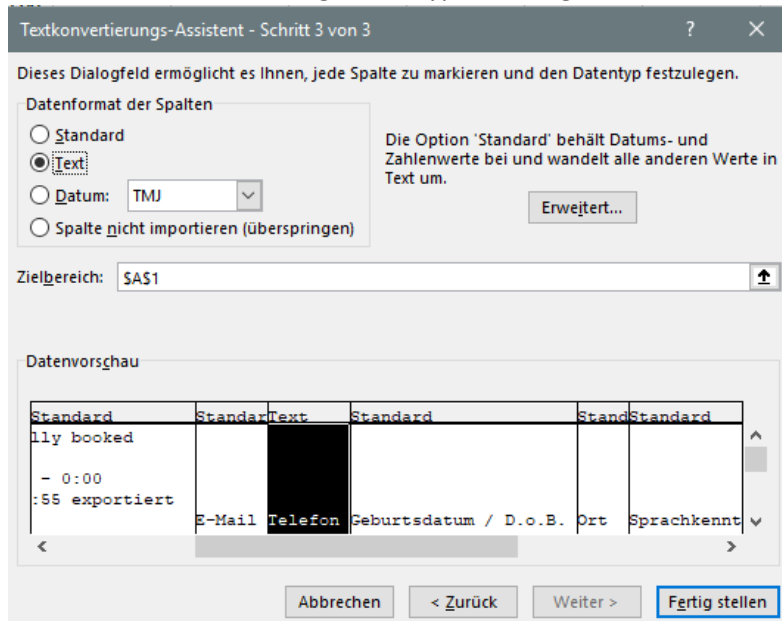 Textkonvertierungs-Assistent - Schritt 3 von 3 ? ×
Dieses Dialogfeld ermöglicht es Ihnen, jede Spalte zu markieren und den Datentyp festzulegen.
Datenformat der Spalten
Standard
Text
Datum: TMJ
Spalte nicht importieren (überspringen)
Die Option 'Standard' behält Datums- und
Zahlenwerte bei und wandelt alle anderen Werte in
Text um.
Erweitert...
Zielbereich: $A$1
Datenvorschau
Standard Standar Text Standard Stand Standard
lly booked
- 0:00
:55 exportiert
E-Mail Telefon Geburtsdatum / D.o.B. Ort Sprachkennt
Abbrechen < Zurück Weiter > Fertig stellen